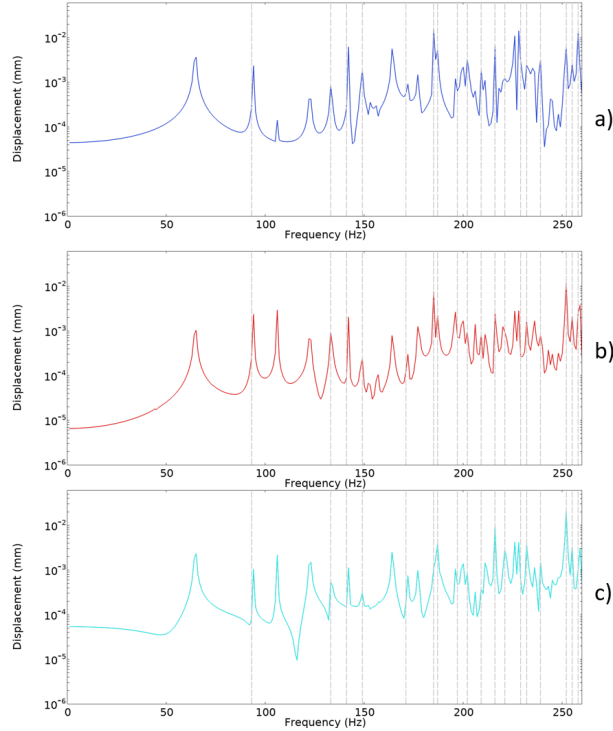 10⁻²
10⁻³
10⁻⁴
10⁻⁵
10⁻⁶
Displacement (mm)
0 50 100 150 200 250
Frequency (Hz)
a)
10⁻²
10⁻³
10⁻⁴
10⁻⁵
10⁻⁶
Displacement (mm)
0 50 100 150 200 250
Frequency (Hz)
b)
10⁻²
10⁻³
10⁻⁴
10⁻⁵
10⁻⁶
Displacement (mm)
0 50 100 150 200 250
Frequency (Hz)
c)